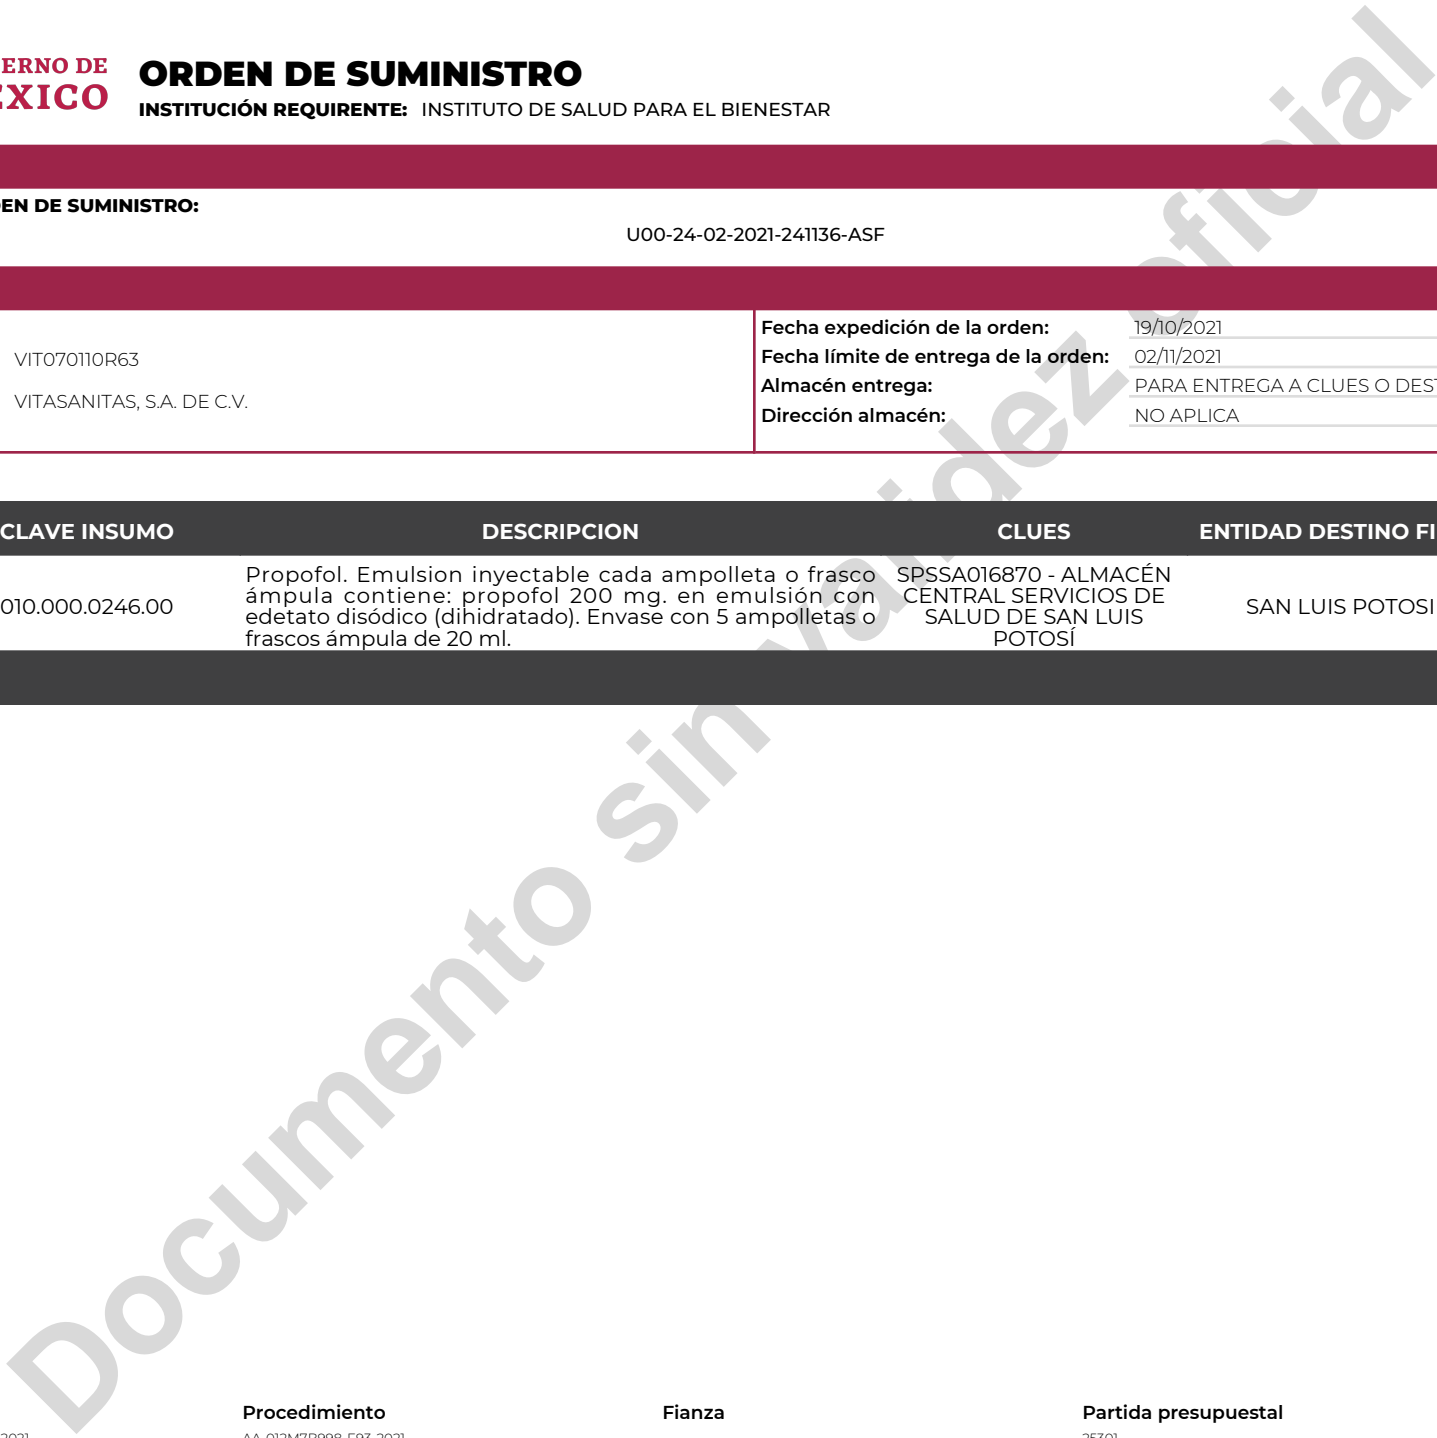 ERNO DE
EXICO
ORDEN DE SUMINISTRO
INSTITUCIÓN REQUIRENTE: INSTITUTO DE SALUD PARA EL BIENESTAR
EN DE SUMINISTRO:
U00-24-02-2021-241136-ASF
VIT070110R63
VITASANITAS, S.A. DE C.V.
Fecha expedición de la orden: 19/10/2021
Fecha límite de entrega de la orden: 02/11/2021
Almacén entrega: PARA ENTREGA A CLUES O DEST
Dirección almacén: NO APLICA
CLAVE INSUMO DESCRIPCION CLUES ENTIDAD DESTINO FI
010.000.0246.00
Propofol. Emulsion inyectable cada ampolleta o frasco
ámpula contiene: propofol 200 mg. en emulsión con
edetato disódico (dihidratado). Envase con 5 ampolletas o
frascos ámpula de 20 ml.
SPSSA016870 - ALMACÉN
CENTRAL SERVICIOS DE
SALUD DE SAN LUIS
POTOSÍ
SAN LUIS POTOSI
Documento sin validez oficial
Procedimiento Fianza Partida presupuestal